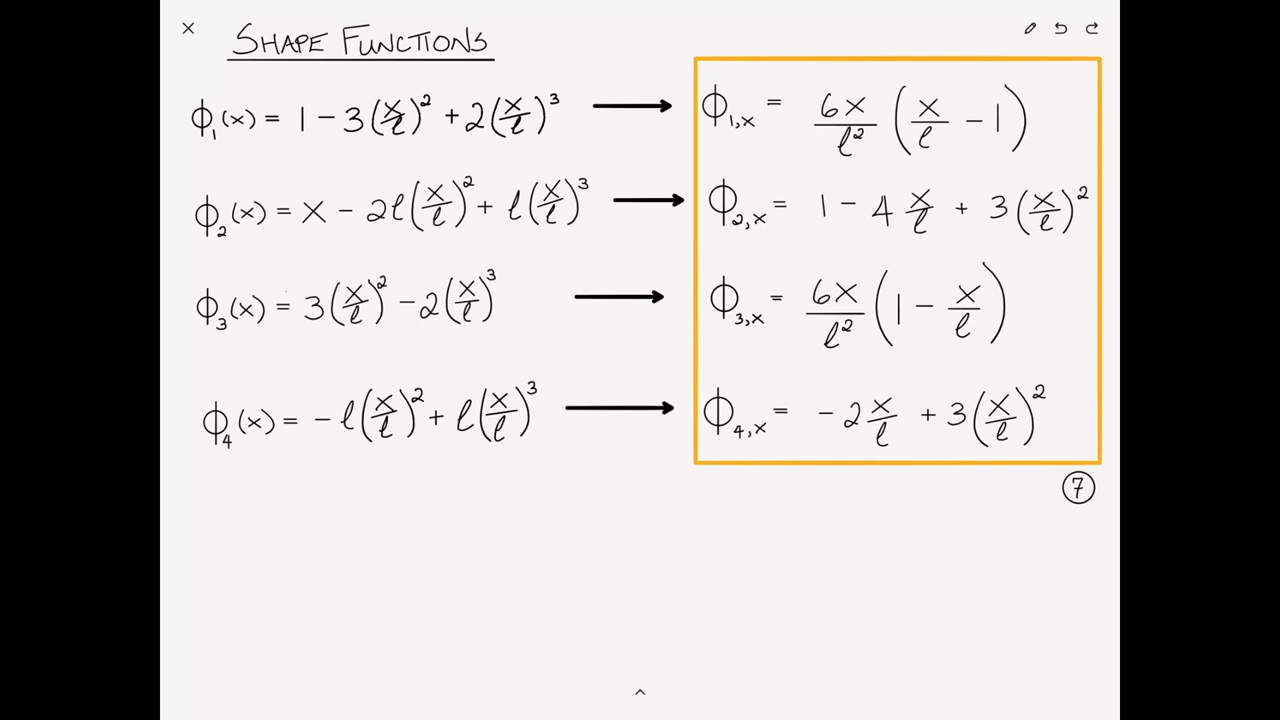 SHAPE FUNCTIONS
ϕ₁(x) = 1 − 3(x/l)² + 2(x/l)³ → ϕ₁,ₓ = 6x/l² (x/l − 1)
ϕ₂(x) = x − 2l(x/l)² + l(x/l)³ → ϕ₂,ₓ = 1 − 4 x/l + 3(x/l)²
ϕ₃(x) = 3(x/l)² − 2(x/l)³ → ϕ₃,ₓ = 6x/l² (1 − x/l)
ϕ₄(x) = −l(x/l)² + l(x/l)³ → ϕ₄,ₓ = −2 x/l + 3(x/l)²
⑦